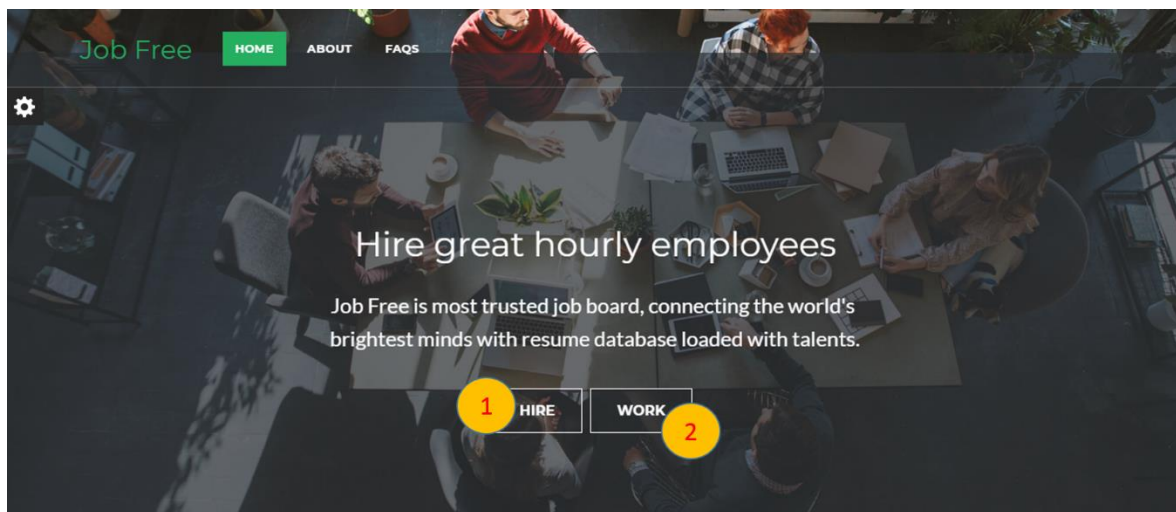 Job Free
HOME ABOUT FAQS
Hire great hourly employees
Job Free is most trusted job board, connecting the world's
brightest minds with resume database loaded with talents.
1 HIRE WORK 2